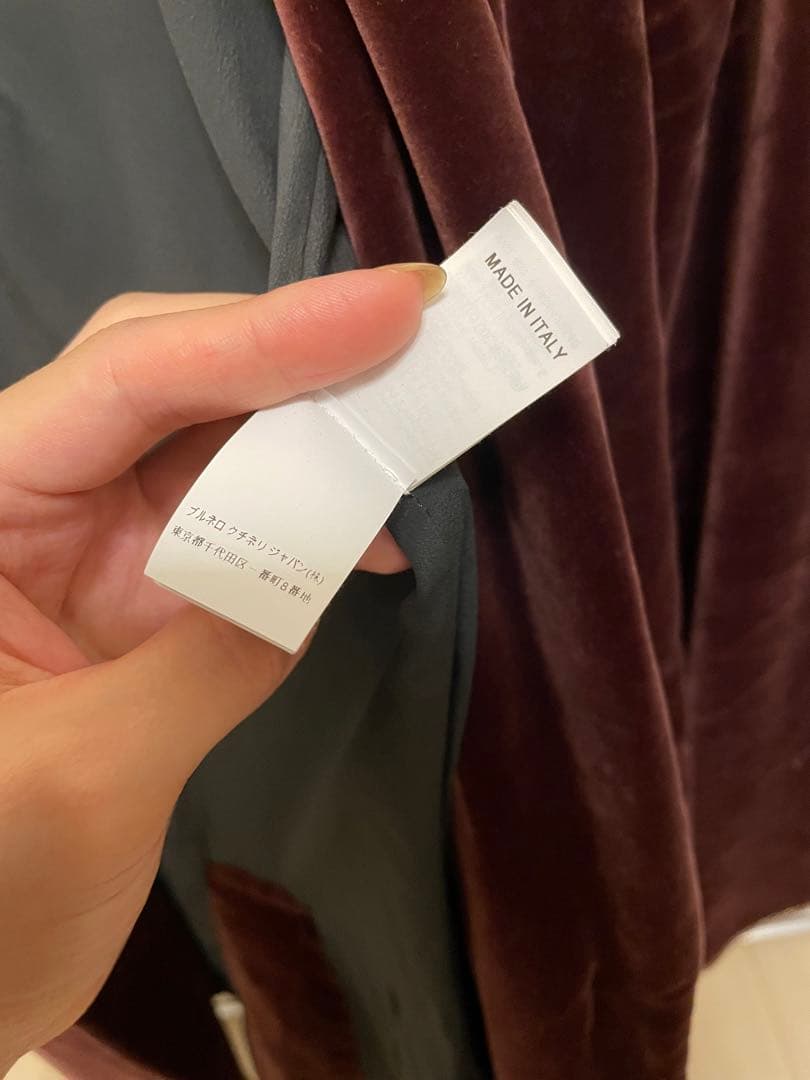 MADE IN ITALY
ブルネロ クチネリ ジャパン(株)
東京都千代田区一番町8番地